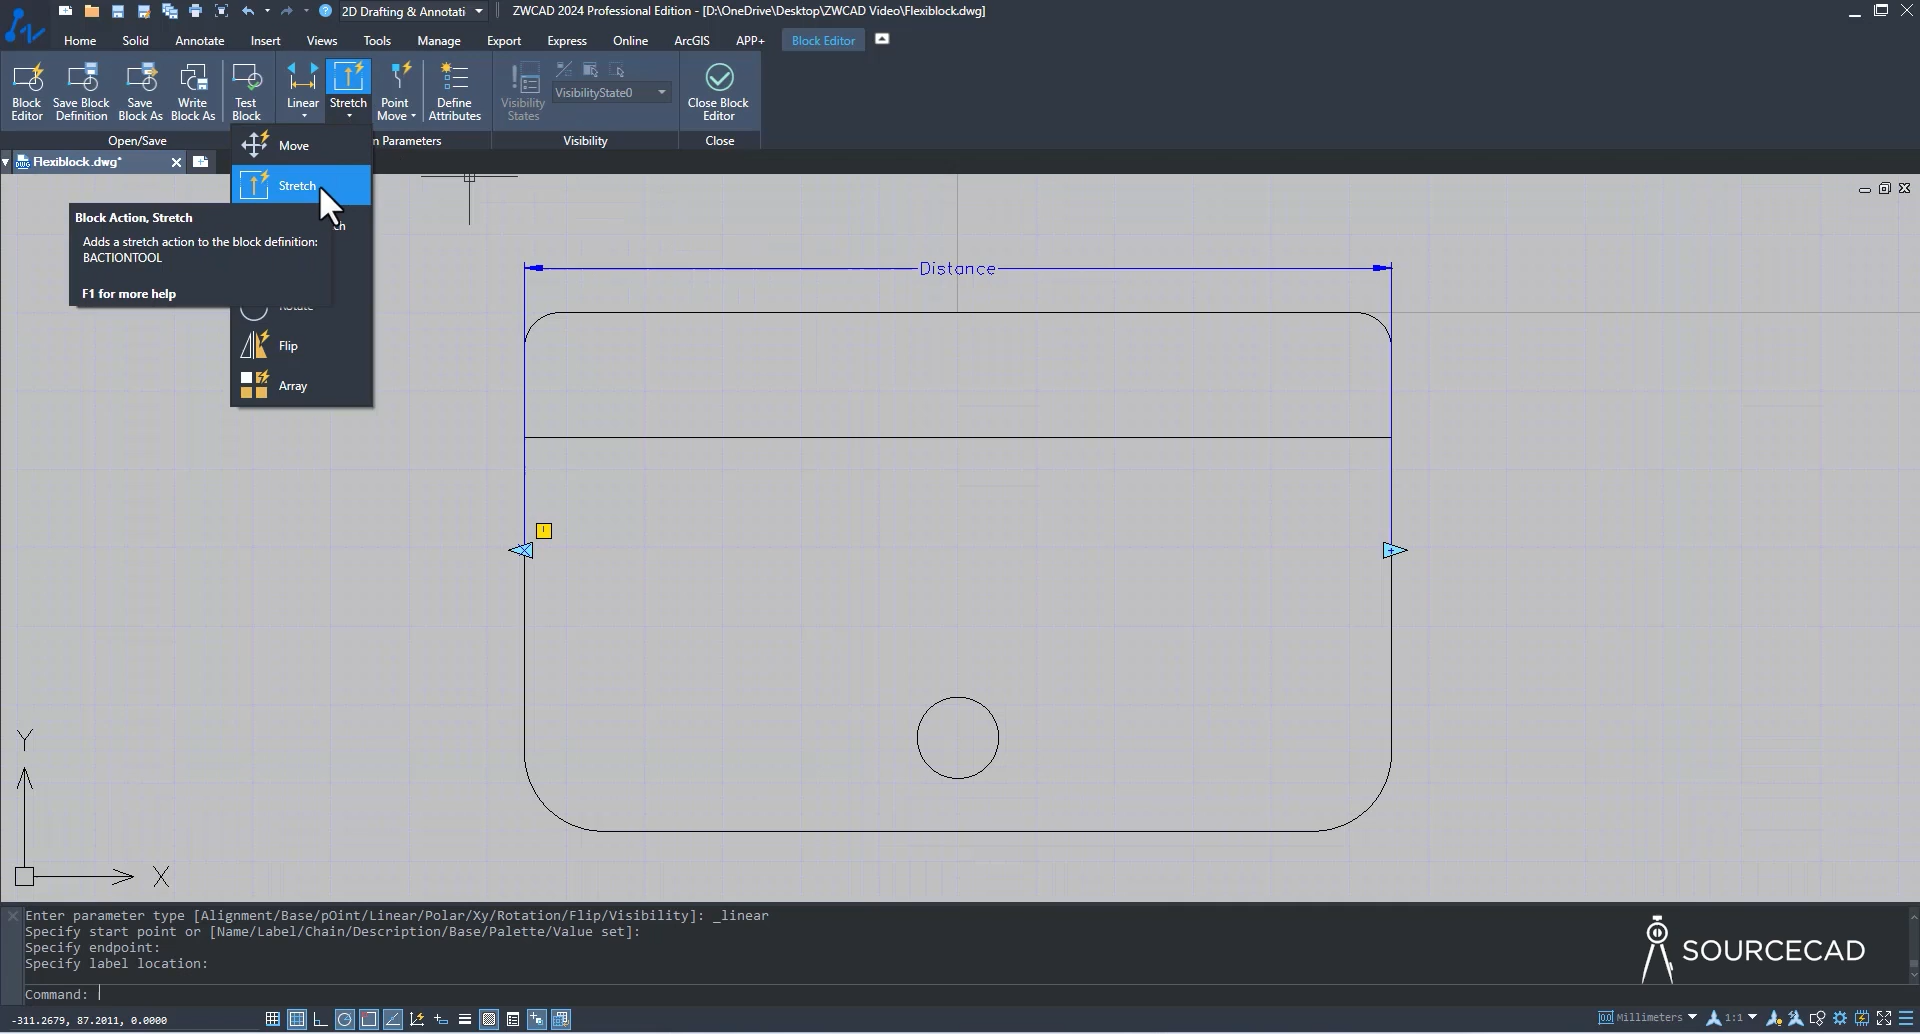 2D Drafting & Annotati
ZWCAD 2024 Professional Edition - [D:\OneDrive\Desktop\ZWCAD Video\Flexiblock.dwg]
Home Solid Annotate Insert Views Tools Manage Export Express Online ArcGIS APP+ Block Editor
Block Editor
Save Block Definition
Save Block As
Write Block As
Test Block
Linear
Stretch
Point Move
Define Attributes
Visibility States
VisibilityState0
Close Block Editor
Open/Save
n Parameters
Visibility
Close
Flexiblock.dwg*
Move
Stretch
ch
Block Action, Stretch
Adds a stretch action to the block definition:
BACTIONTOOL
F1 for more help
Rotate
Flip
Array
Distance
!
Y
X
Enter parameter type [Alignment/Base/pOint/Linear/Polar/Xy/Rotation/Flip/Visibility]: _linear
Specify start point or [Name/Label/Chain/Description/Base/Palette/Value set]:
Specify endpoint:
Specify label location:
Command:
SOURCECAD
-311.2679, 87.2011, 0.0000
Millimeters
1:1